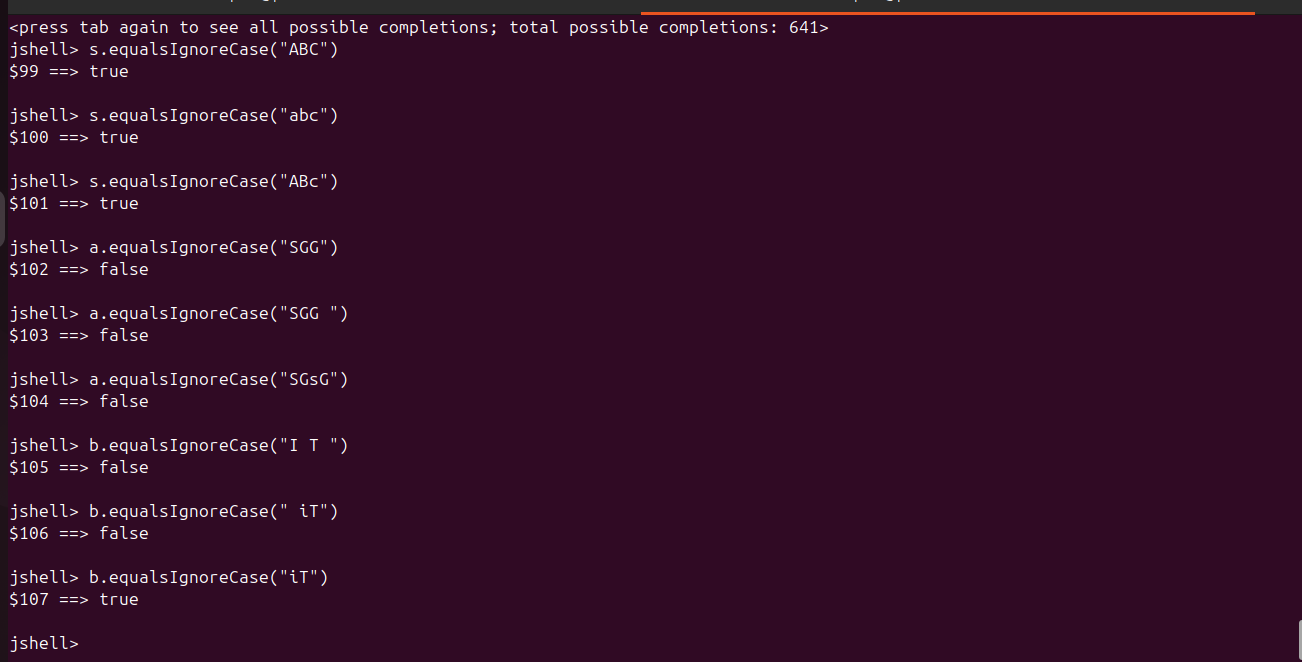 <press tab again to see all possible completions; total possible completions: 641>
jshell> s.equalsIgnoreCase("ABC")
$99 ==> true
jshell> s.equalsIgnoreCase("abc")
$100 ==> true
jshell> s.equalsIgnoreCase("ABc")
$101 ==> true
jshell> a.equalsIgnoreCase("SGG")
$102 ==> false
jshell> a.equalsIgnoreCase("SGG ")
$103 ==> false
jshell> a.equalsIgnoreCase("SGsG")
$104 ==> false
jshell> b.equalsIgnoreCase("I T ")
$105 ==> false
jshell> b.equalsIgnoreCase(" iT")
$106 ==> false
jshell> b.equalsIgnoreCase("iT")
$107 ==> true
jshell>